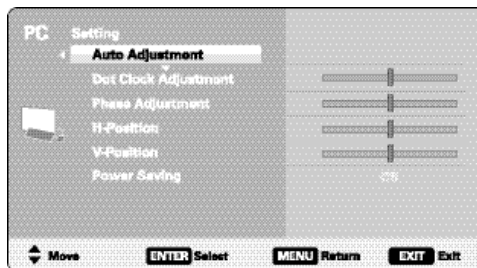 PC Setting
Auto Adjustment
Dot Clock Adjustment
Phase Adjustment
H-Position
V-Position
Power Saving Off
Move ENTER Select MENU Return EXIT Exit